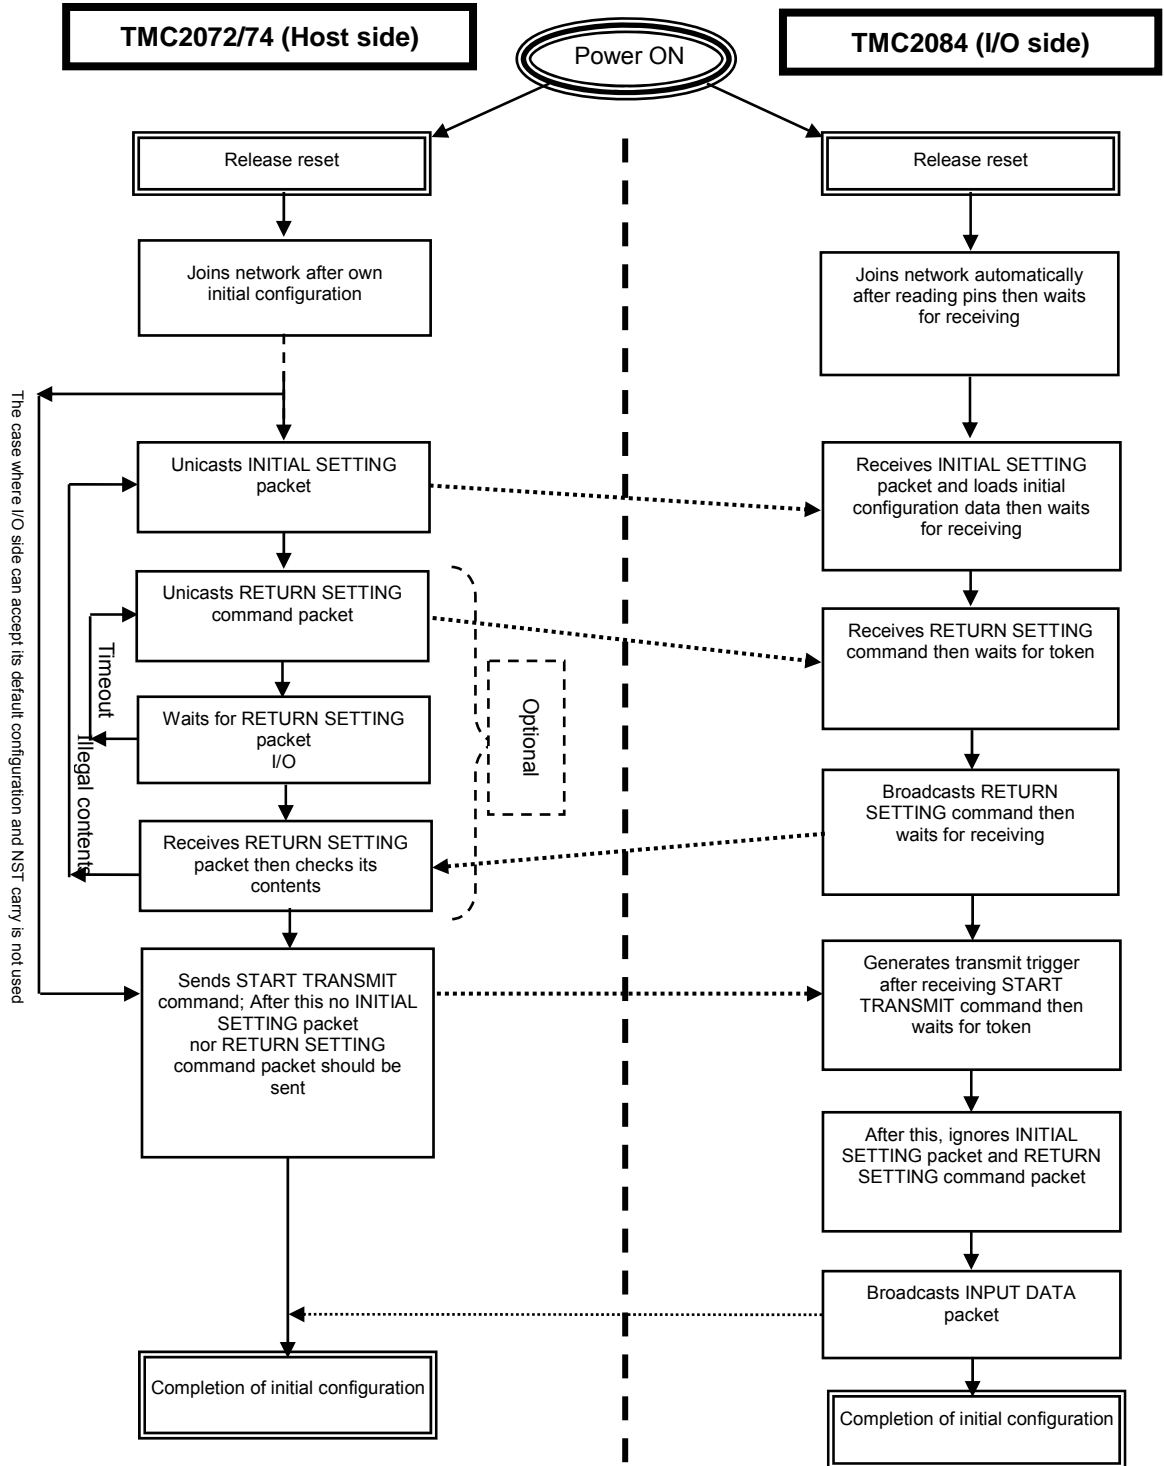 TMC2072/74 (Host side)
Power ON
TMC2084 (I/O side)
Release reset
Release reset
Joins network after own
initial configuration
Joins network automatically
after reading pins then waits
for receiving
The case where I/O side can accept its default configuration and NST carry is not used
Unicasts INITIAL SETTING
packet
Receives INITIAL SETTING
packet and loads initial
configuration data then waits
for receiving
Unicasts RETURN SETTING
command packet
Receives RETURN SETTING
command then waits for token
Timeout
Optional
Waits for RETURN SETTING
packet
I/O
Illegal contents
Broadcasts RETURN
SETTING command then
waits for receiving
Receives RETURN SETTING
packet then checks its
contents
Sends START TRANSMIT
command; After this no INITIAL
SETTING packet
nor RETURN SETTING
command packet should be
sent
Generates transmit trigger
after receiving START
TRANSMIT command then
waits for token
After this, ignores INITIAL
SETTING packet and RETURN
SETTING command packet
Broadcasts INPUT DATA
packet
Completion of initial configuration
Completion of initial configuration